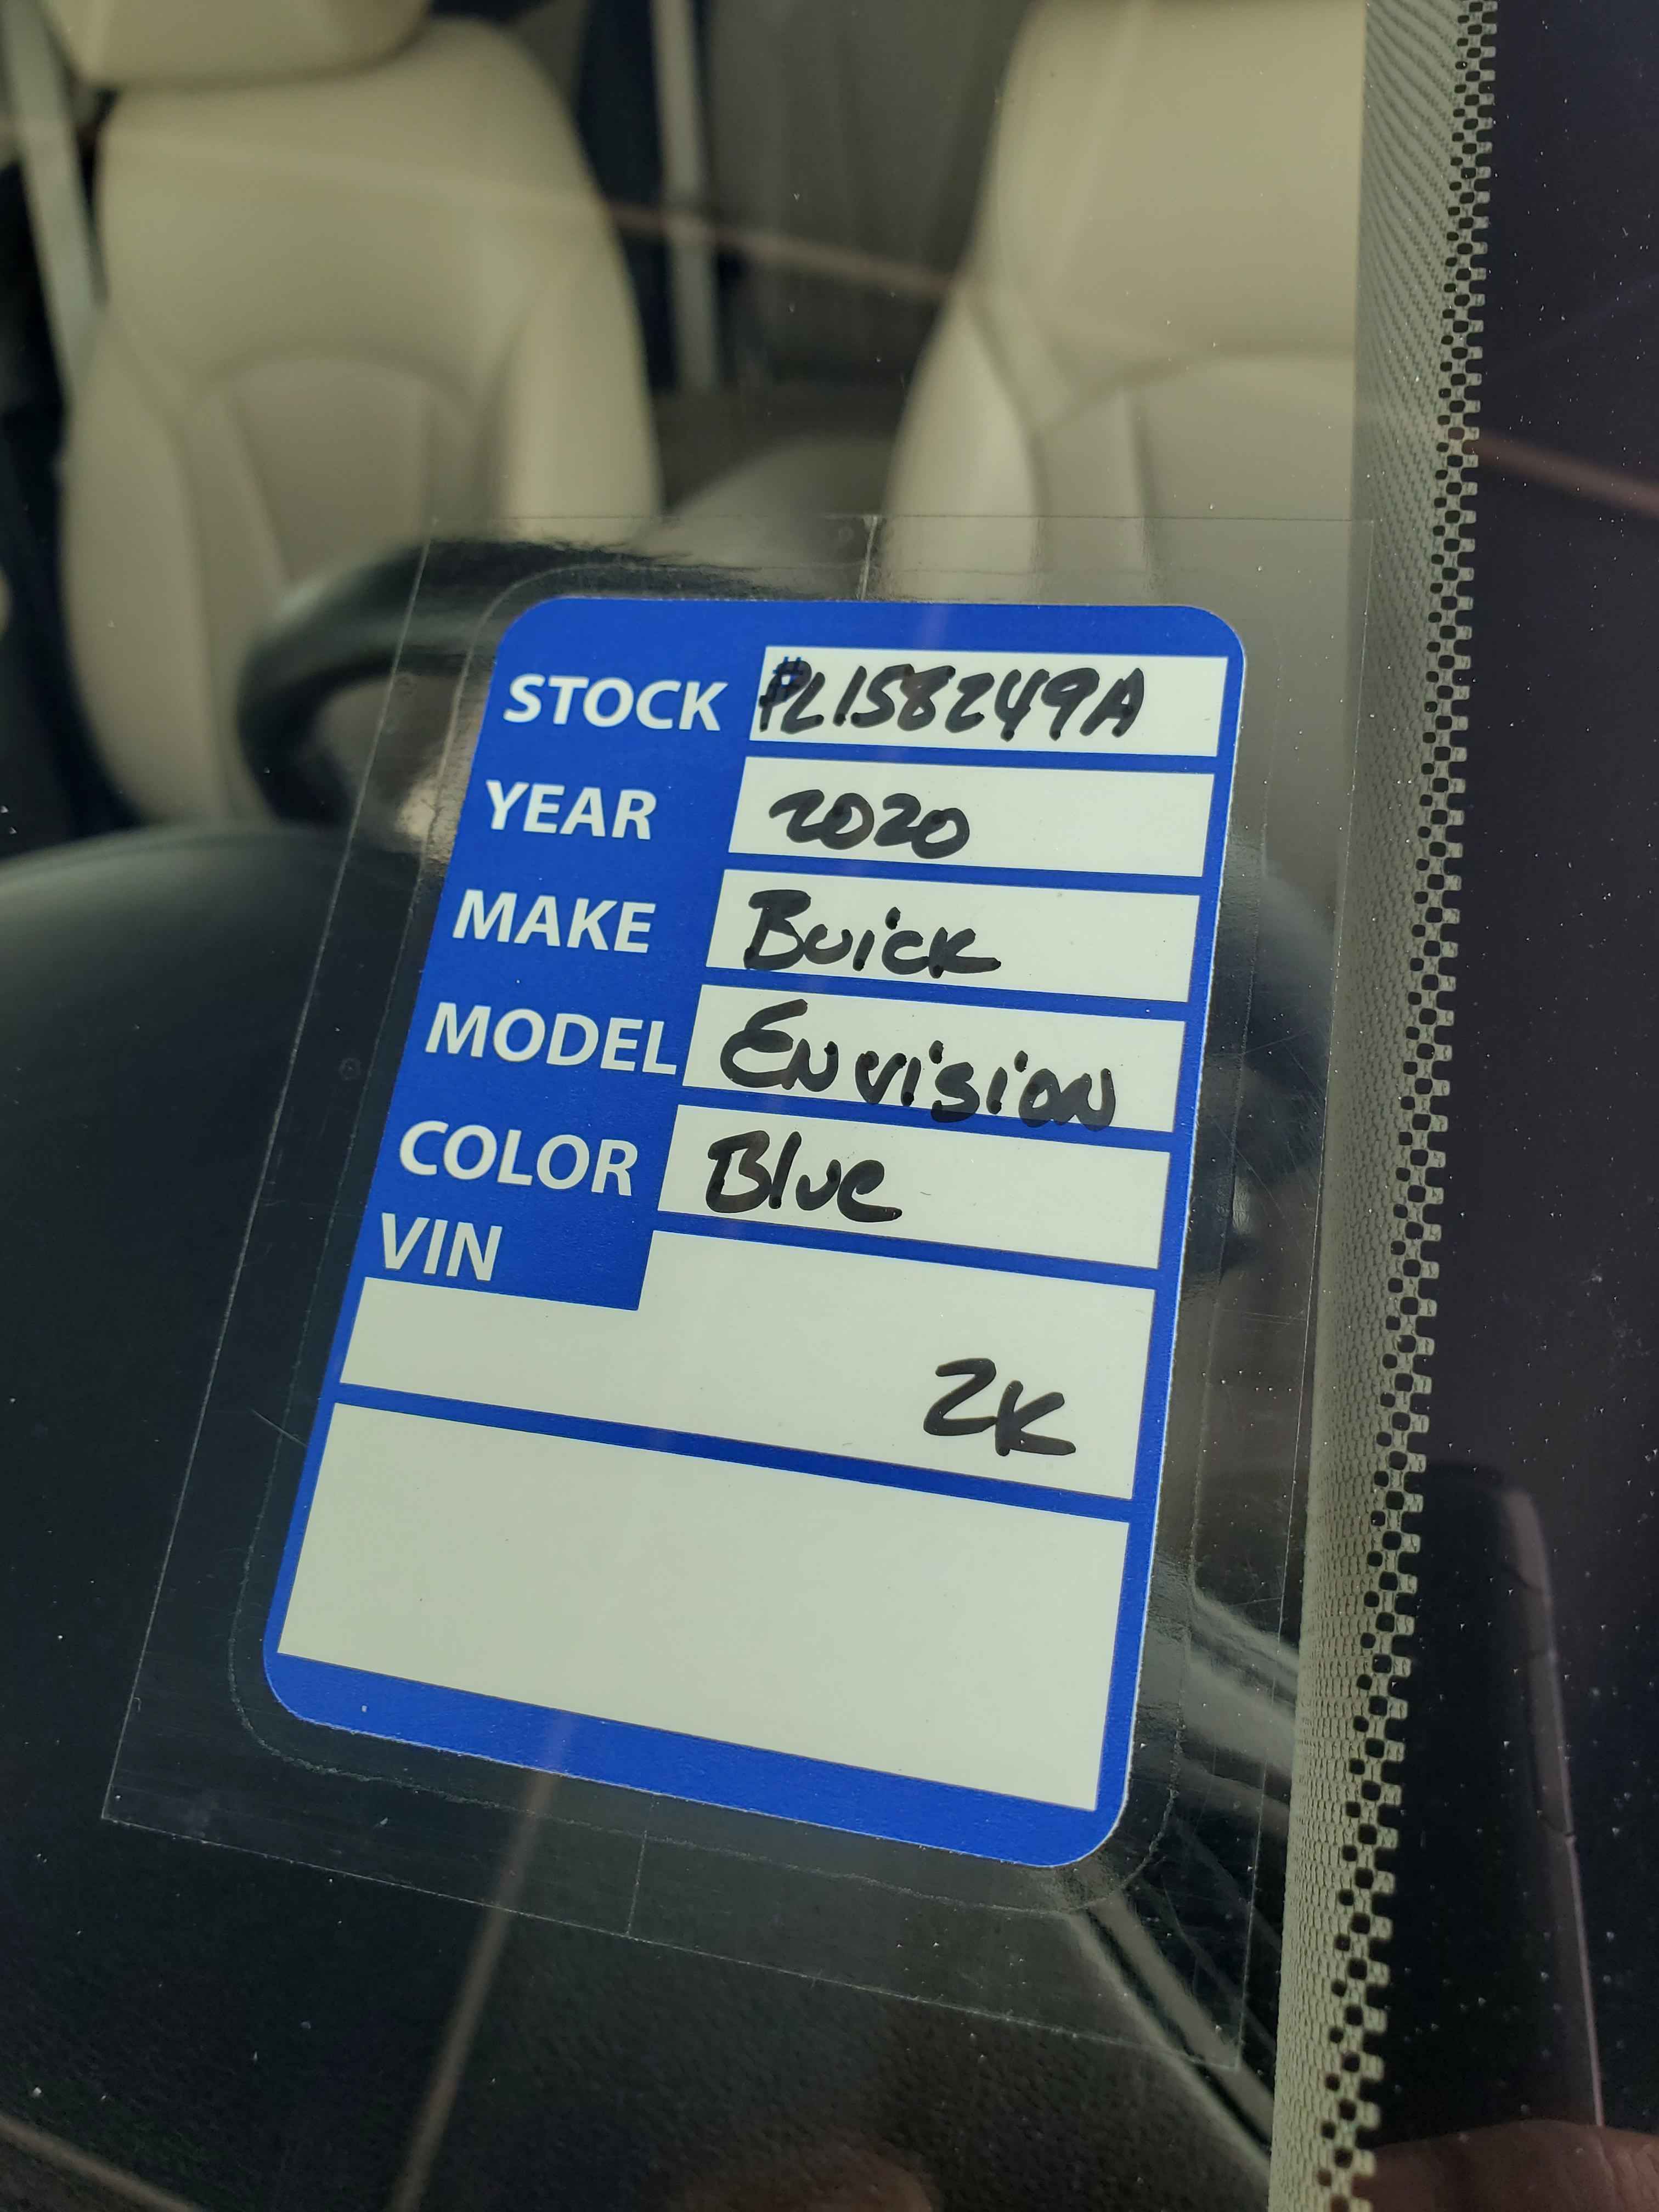 STOCK #PL158249A
YEAR 2020
MAKE Buick
MODEL Envision
COLOR Blue
VIN
2K